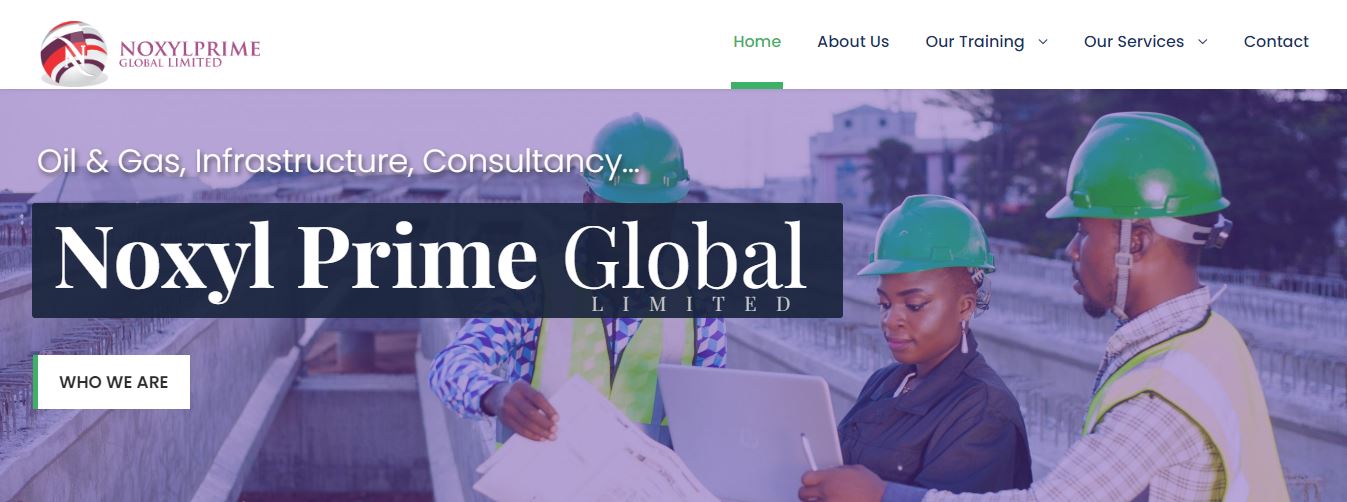 NOXYLPRIME
GLOBAL LIMITED
Home About Us Our Training Our Services Contact
Oil & Gas, Infrastructure, Consultancy...
Noxyl Prime Global
LIMITED
WHO WE ARE